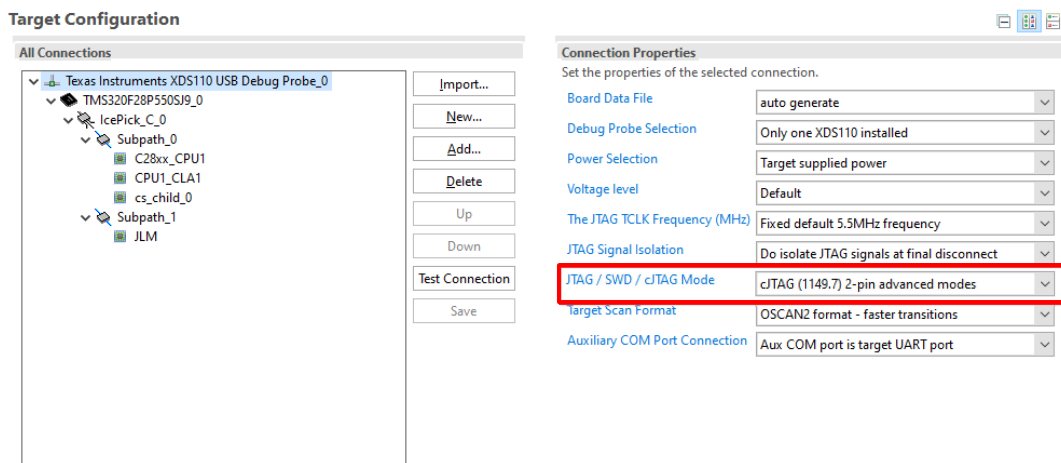 Target Configuration
All Connections
Texas Instruments XDS110 USB Debug Probe_0
TMS320F28P550SJ9_0
IcePick_C_0
Subpath_0
C28xx_CPU1
CPU1_CLA1
cs_child_0
Subpath_1
JLM
Import...
New...
Add...
Delete
Up
Down
Test Connection
Save
Connection Properties
Set the properties of the selected connection.
Board Data File auto generate
Debug Probe Selection Only one XDS110 installed
Power Selection Target supplied power
Voltage level Default
The JTAG TCLK Frequency (MHz) Fixed default 5.5MHz frequency
JTAG Signal Isolation Do isolate JTAG signals at final disconnect
JTAG / SWD / cJTAG Mode cJTAG (1149.7) 2-pin advanced modes
Target Scan Format OSCAN2 format - faster transitions
Auxiliary COM Port Connection Aux COM port is target UART port